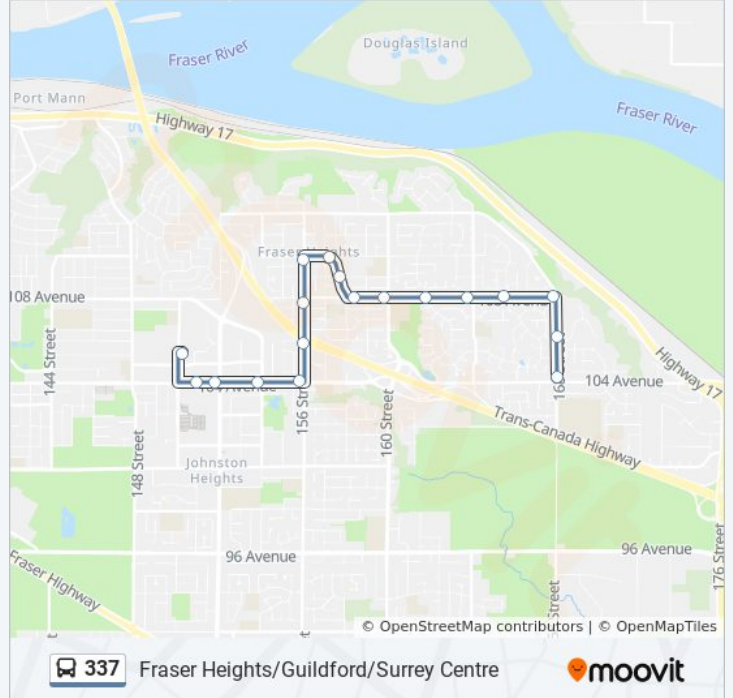 Fraser River
Douglas Island
Port Mann
Fraser River
Highway 17
Fraser Heights
108 Avenue
144 Street
Highway 17
104 Avenue
156 Str
160 Street
Trans-Canada Highway
148 Street
Johnston
Heights
96 Avenue
96 Avenue
176 Street
Fraser Highway
Street
© OpenStreetMap contributors | © OpenMapTiles
337 Fraser Heights/Guildford/Surrey Centre
moovit